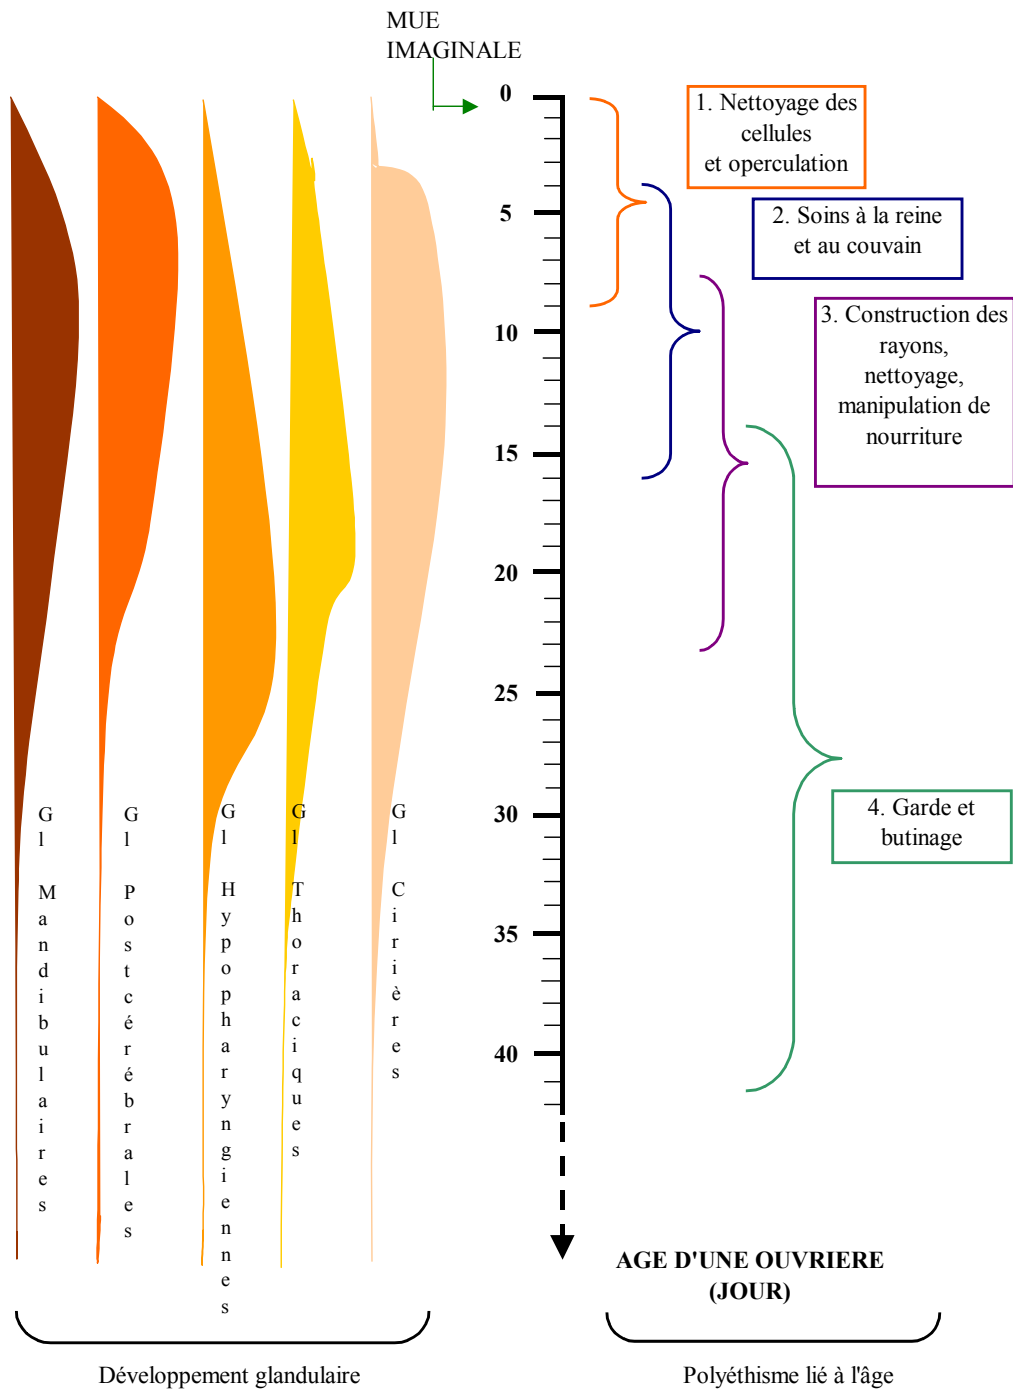 MUE
IMAGINALE
0
5
10
15
20
25
30
35
40
1. Nettoyage des
cellules
et operculation
2. Soins à la reine
et au couvain
3. Construction des
rayons,
nettoyage,
manipulation de
nourriture
4. Garde et
butinage
Gl Mandibulaires
Gl Postcérébrales
Gl Hypopharyngiennes
Gl Thoraciques
Gl Cirières
AGE D'UNE OUVRIERE
(JOUR)
Développement glandulaire
Polyéthisme lié à l'âge